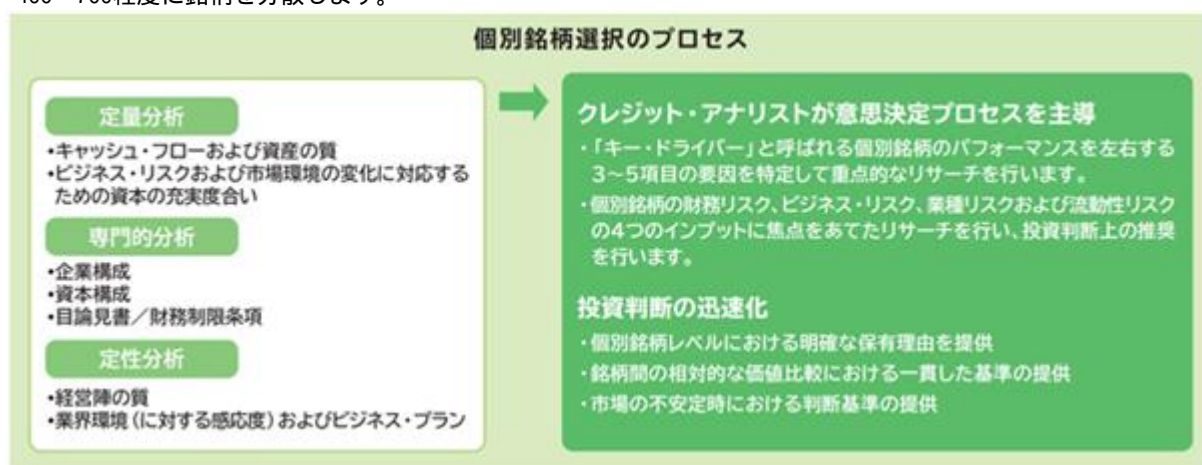 400～700程度に銘柄を分散します。
個別銘柄選択のプロセス
定量分析
•キャッシュ・フローおよび資産の質
•ビジネス・リスクおよび市場環境の変化に対応する
ための資本の充実度合い
専門的分析
•企業構成
•資本構成
•目論見書／財務制限条項
定性分析
•経営陣の質
•業界環境（に対する感応度）およびビジネス・プラン
クレジット・アナリストが意思決定プロセスを主導
・「キー・ドライバー」と呼ばれる個別銘柄のパフォーマンスを左右する
3～5項目の要因を特定して重点的なリサーチを行います。
・個別銘柄の財務リスク、ビジネス・リスク、業種リスクおよび流動性リスク
の4つのインプットに焦点をあてたリサーチを行い、投資判断上の推奨
を行います。
投資判断の迅速化
・個別銘柄レベルにおける明確な保有理由を提供
・銘柄間の相対的な価値比較における一貫した基準の提供
・市場の不安定時における判断基準の提供